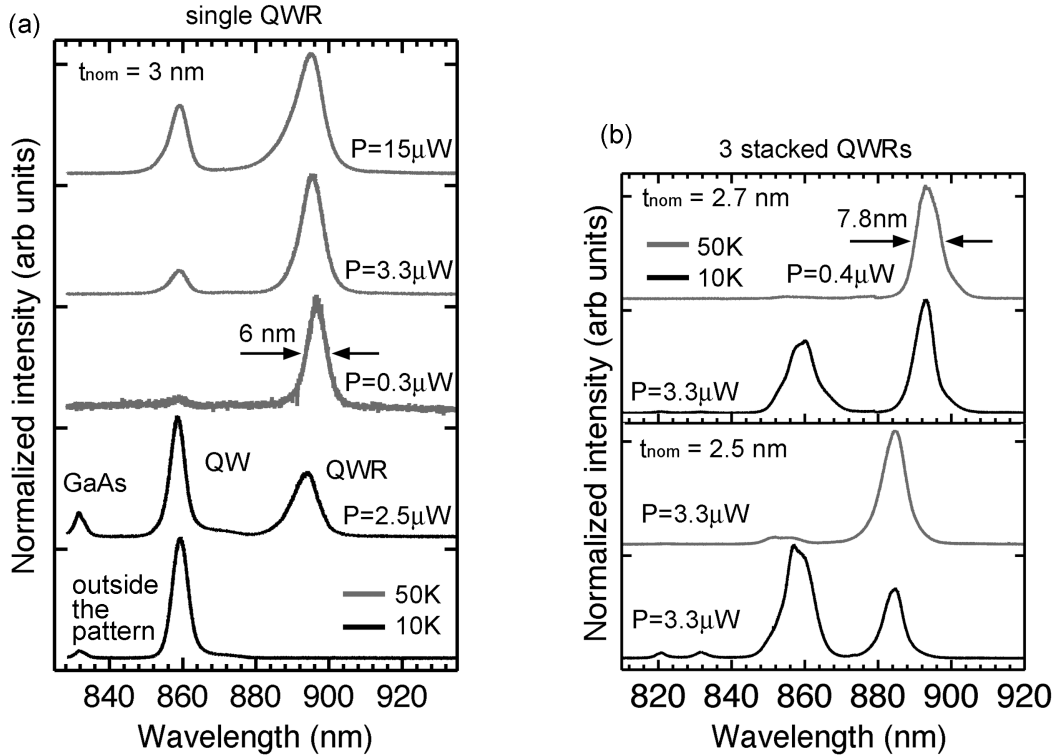 (a)
single QWR
tnom = 3 nm
P=15μW
P=3.3μW
6 nm
P=0.3μW
GaAs
QW
QWR
P=2.5μW
outside
the
pattern
50K
10K
840 860 880 900 920
Wavelength (nm)
Normalized intensity (arb units)
(b)
3 stacked QWRs
tnom = 2.7 nm
7.8nm
50K
10K
P=0.4μW
P=3.3μW
tnom = 2.5 nm
P=3.3μW
P=3.3μW
820 840 860 880 900 920
Wavelength (nm)
Normalized intensity (arb units)